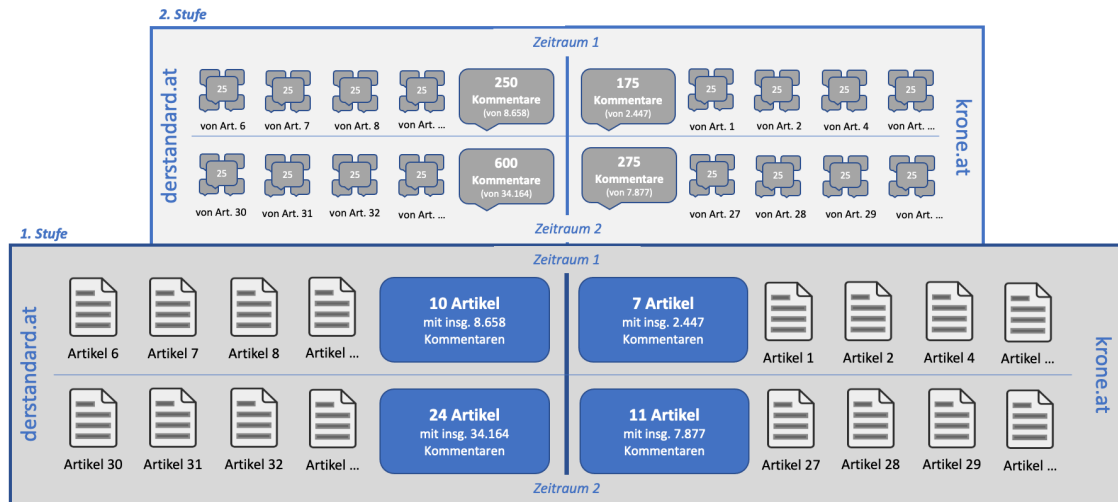 2. Stufe
Zeitraum 1
derstandard.at
25 25 25 25
250
Kommentare
(von 8.658)
175
Kommentare
(von 2.447)
25 25 25 25
krone.at
von Art. 6 von Art. 7 von Art. 8 von Art. ...
von Art. 1 von Art. 2 von Art. 4 von Art. ...
25 25 25 25
600
Kommentare
(von 34.164)
275
Kommentare
(von 7.877)
25 25 25 25
von Art. 30 von Art. 31 von Art. 32 von Art. ...
von Art. 27 von Art. 28 von Art. 29 von Art. ...
Zeitraum 2
1. Stufe
Zeitraum 1
derstandard.at
10 Artikel
mit insg. 8.658
Kommentaren
7 Artikel
mit insg. 2.447
Kommentaren
krone.at
Artikel 6 Artikel 7 Artikel 8 Artikel ...
Artikel 1 Artikel 2 Artikel 4 Artikel ...
24 Artikel
mit insg. 34.164
Kommentaren
11 Artikel
mit insg. 7.877
Kommentaren
Artikel 30 Artikel 31 Artikel 32 Artikel ...
Artikel 27 Artikel 28 Artikel 29 Artikel ...
Zeitraum 2